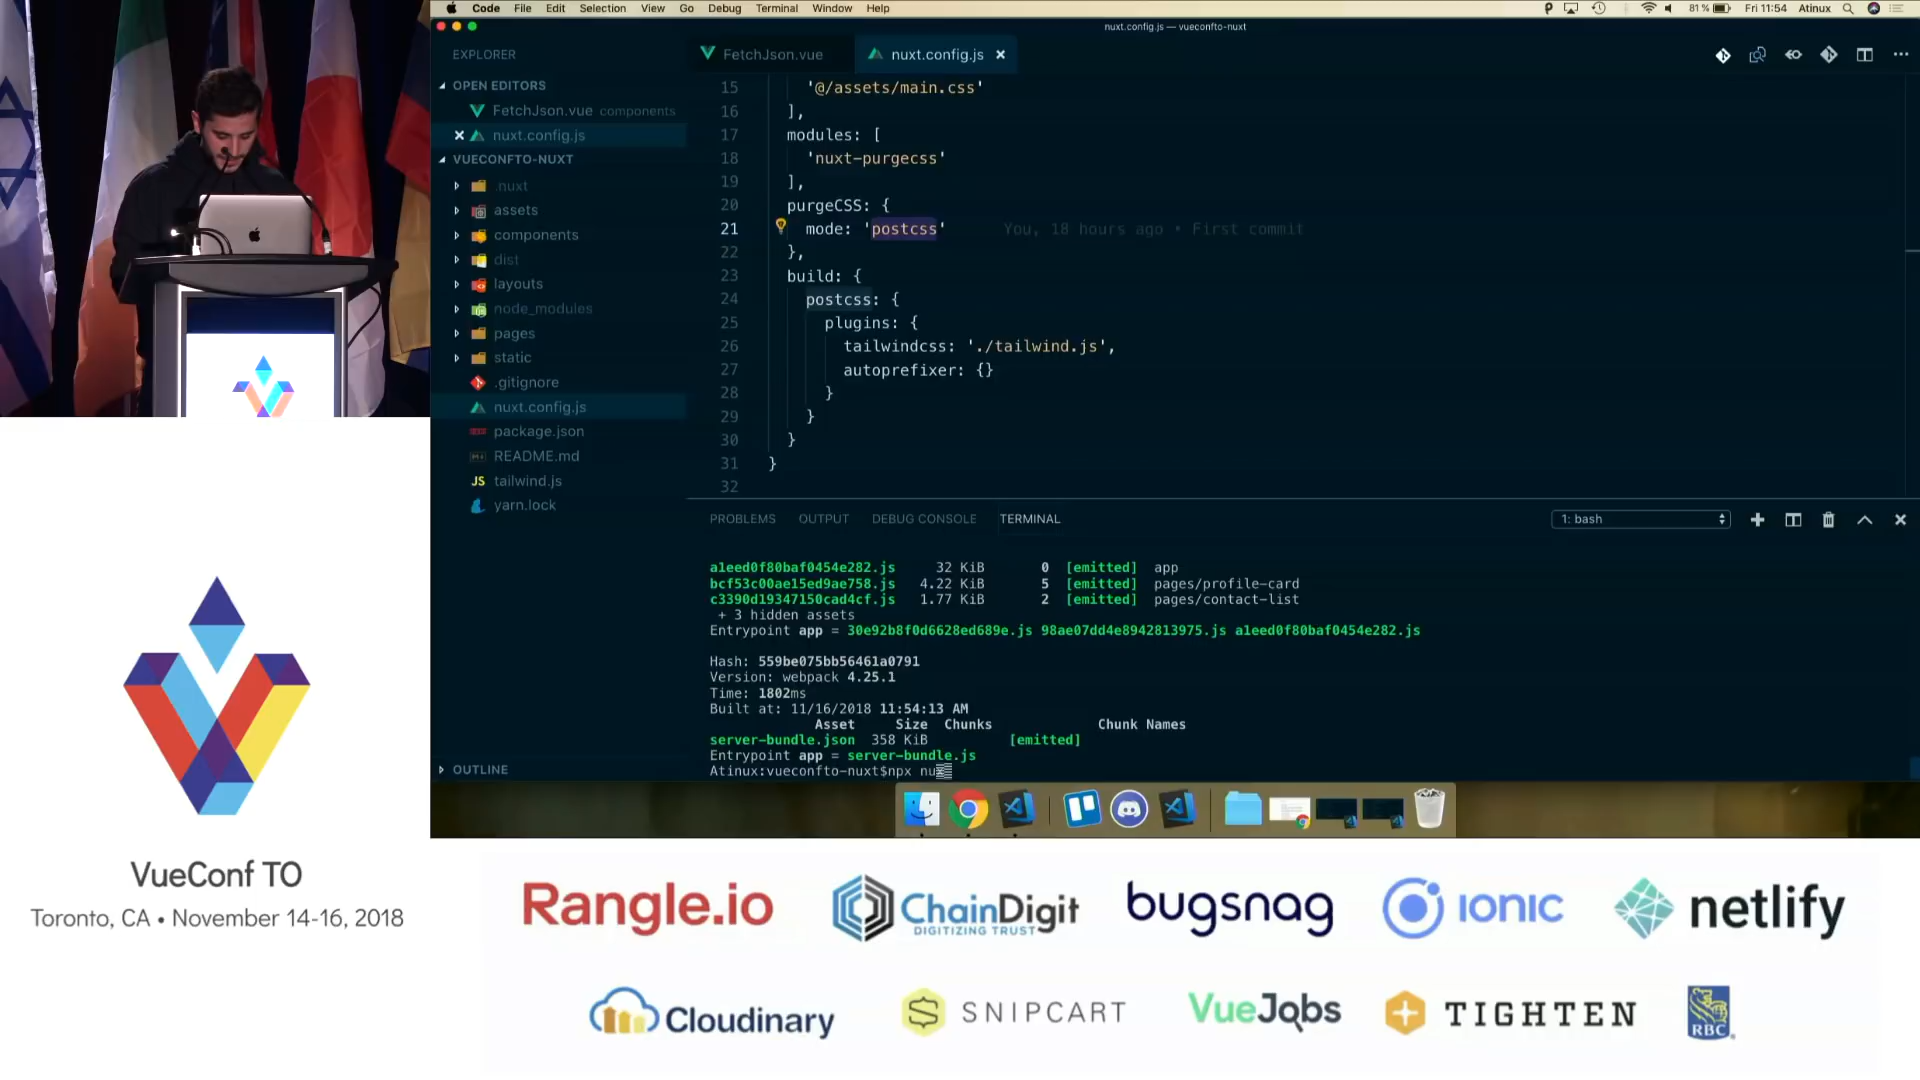 Code File Edit Selection View Go Debug Terminal Window Help
81 % Fri 11:54 Atinux
nuxt.config.js — vueconfto-nuxt
EXPLORER
OPEN EDITORS
FetchJson.vue components
nuxt.config.js
VUECONFTO-NUXT
.nuxt
assets
components
dist
layouts
node_modules
pages
static
.gitignore
nuxt.config.js
package.json
README.md
JS tailwind.js
yarn.lock
OUTLINE
FetchJson.vue nuxt.config.js
15 '@/assets/main.css'
16 ],
17 modules: [
18 'nuxt-purgecss'
19 ],
20 purgeCSS: {
21 mode: 'postcss' You, 18 hours ago • First commit
22 },
23 build: {
24 postcss: {
25 plugins: {
26 tailwindcss: './tailwind.js',
27 autoprefixer: {}
28 }
29 }
30 }
31 }
32
PROBLEMS OUTPUT DEBUG CONSOLE TERMINAL 1: bash
a1eed0f80baf0454e282.js 32 KiB 0 [emitted] app
bcf53c00ae15ed9ae758.js 4.22 KiB 5 [emitted] pages/profile-card
c3390d19347150cad4cf.js 1.77 KiB 2 [emitted] pages/contact-list
+ 3 hidden assets
Entrypoint app = 30e92b8f0d6628ed689e.js 98ae07dd4e8942813975.js a1eed0f80baf0454e282.js
Hash: 559be075bb56461a0791
Version: webpack 4.25.1
Time: 1802ms
Built at: 11/16/2018 11:54:13 AM
Asset Size Chunks Chunk Names
server-bundle.json 358 KiB [emitted]
Entrypoint app = server-bundle.js
Atinux:vueconfto-nuxt$npx nu
VueConf TO
Toronto, CA • November 14-16, 2018
Rangle.io
ChainDigit
DIGITIZING TRUST
bugsnag
IONIC
netlify
Cloudinary
SNIPCART
VueJobs
TIGHTEN
RBC